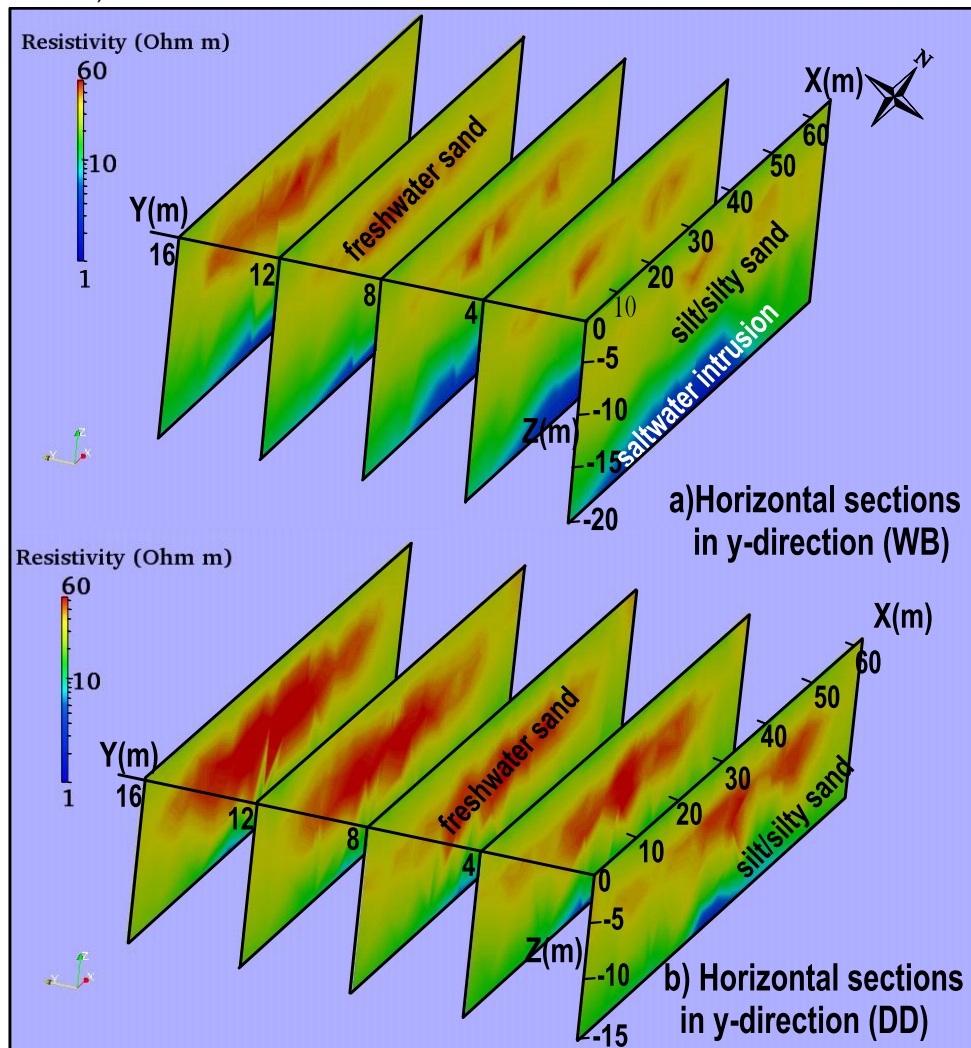 Resistivity (Ohm m)
60
10
1
N
X(m)
60
50
40
30
20
10
0
Y(m)
16
12
8
4
freshwater sand
silt/silty sand
saltwater intrusion
-5
-10
Z(m)
-15
-20
a)Horizontal sections
in y-direction (WB)
Resistivity (Ohm m)
60
10
1
X(m)
60
50
40
30
20
10
0
Y(m)
16
12
8
4
freshwater sand
silt/silty sand
-5
Z(m)
-10
-15
b) Horizontal sections
in y-direction (DD)